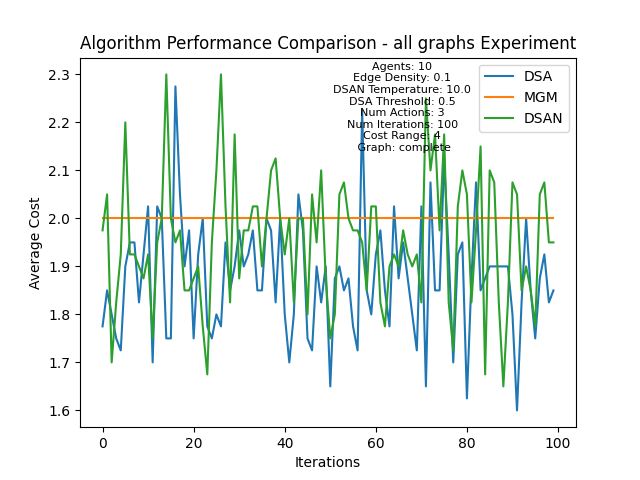 Algorithm Performance Comparison - all graphs Experiment
Agents: 10
Edge Density: 0.1
DSAN Temperature: 10.0
DSA Threshold: 0.5
Num Actions: 3
Num Iterations: 100
Cost Range: 4
Graph: complete
DSA
MGM
DSAN
Average Cost
2.3
2.2
2.1
2.0
1.9
1.8
1.7
1.6
0
20
40
60
80
100
Iterations